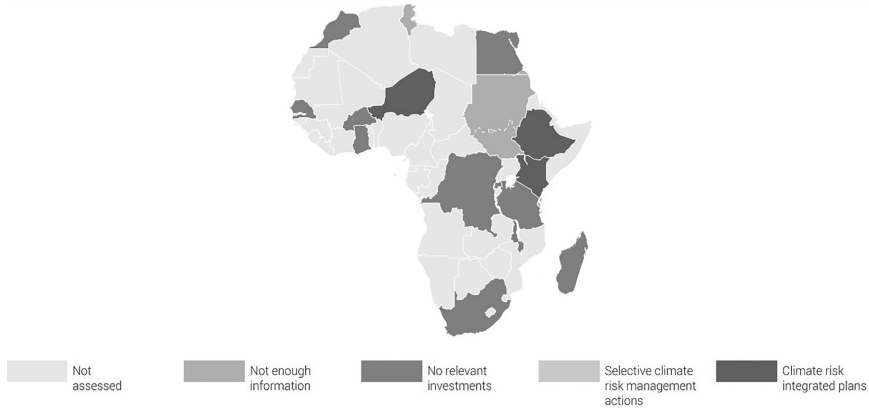 Not
assessed
Not enough
information
No relevant
investments
Selective climate
risk management
actions
Climate risk
integrated plans